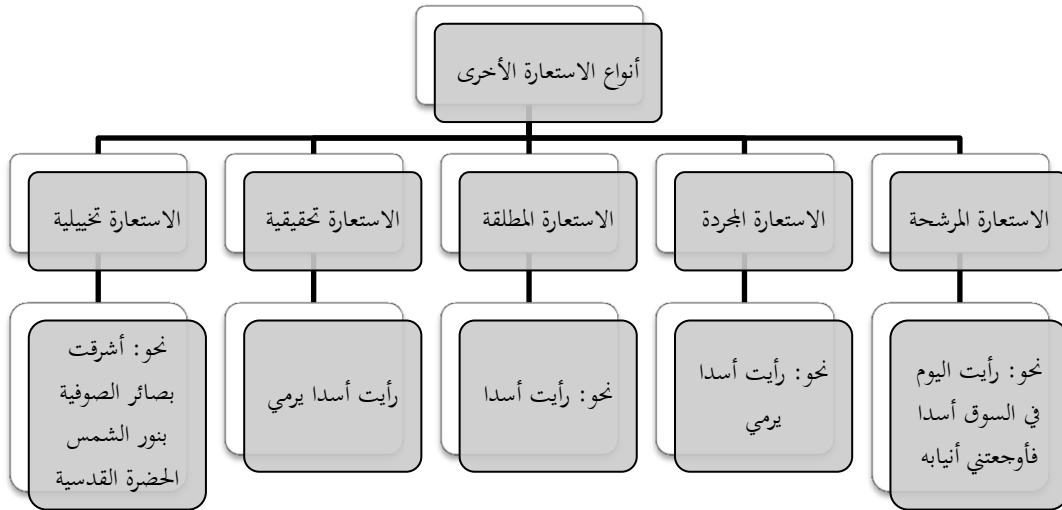 أنواع الاستعارة الأخرى
الاستعارة المرشحة
الاستعارة المجردة
الاستعارة المطلقة
الاستعارة تحقيقية
الاستعارة تخييلية
نحو: رأيت اليوم
في السوق أسدا
فأوجعتني أنيابه
نحو: رأيت أسدا
يرمي
نحو: رأيت أسدا
رأيت أسدا يرمي
نحو: أشرقت
بصائر الصوفية
بنور الشمس
الحضرة القدسية